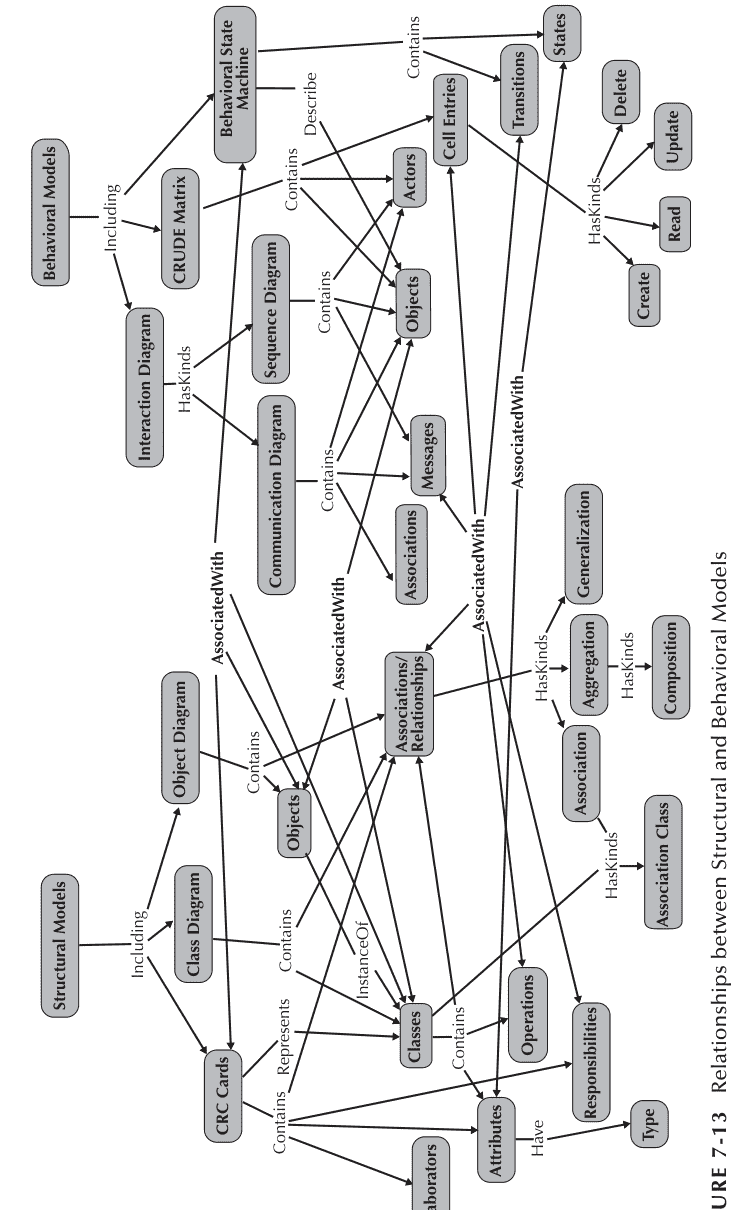 Structural Models
Behavioral Models
Including
Including
CRC Cards
Class Diagram
Object Diagram
Interaction Diagram
CRUDE Matrix
Behavioral State
Machine
HasKinds
AssociatedWith
Communication Diagram
Sequence Diagram
Contains
Represents
Contains
Contains
Objects
InstanceOf
Contains
Contains
Contains
Describe
AssociatedWith
aborators
Classes
Associations/
Relationships
Associations
Messages
Objects
Actors
Cell Entries
Contains
Transitions
States
Contains
Attributes
Operations
Responsibilities
AssociatedWith
AssociatedWith
Have
Type
HasKinds
Association
Aggregation
Generalization
HasKinds
Association Class
HasKinds
Composition
HasKinds
Create
Read
Update
Delete
URE 7-13 Relationships between Structural and Behavioral Models